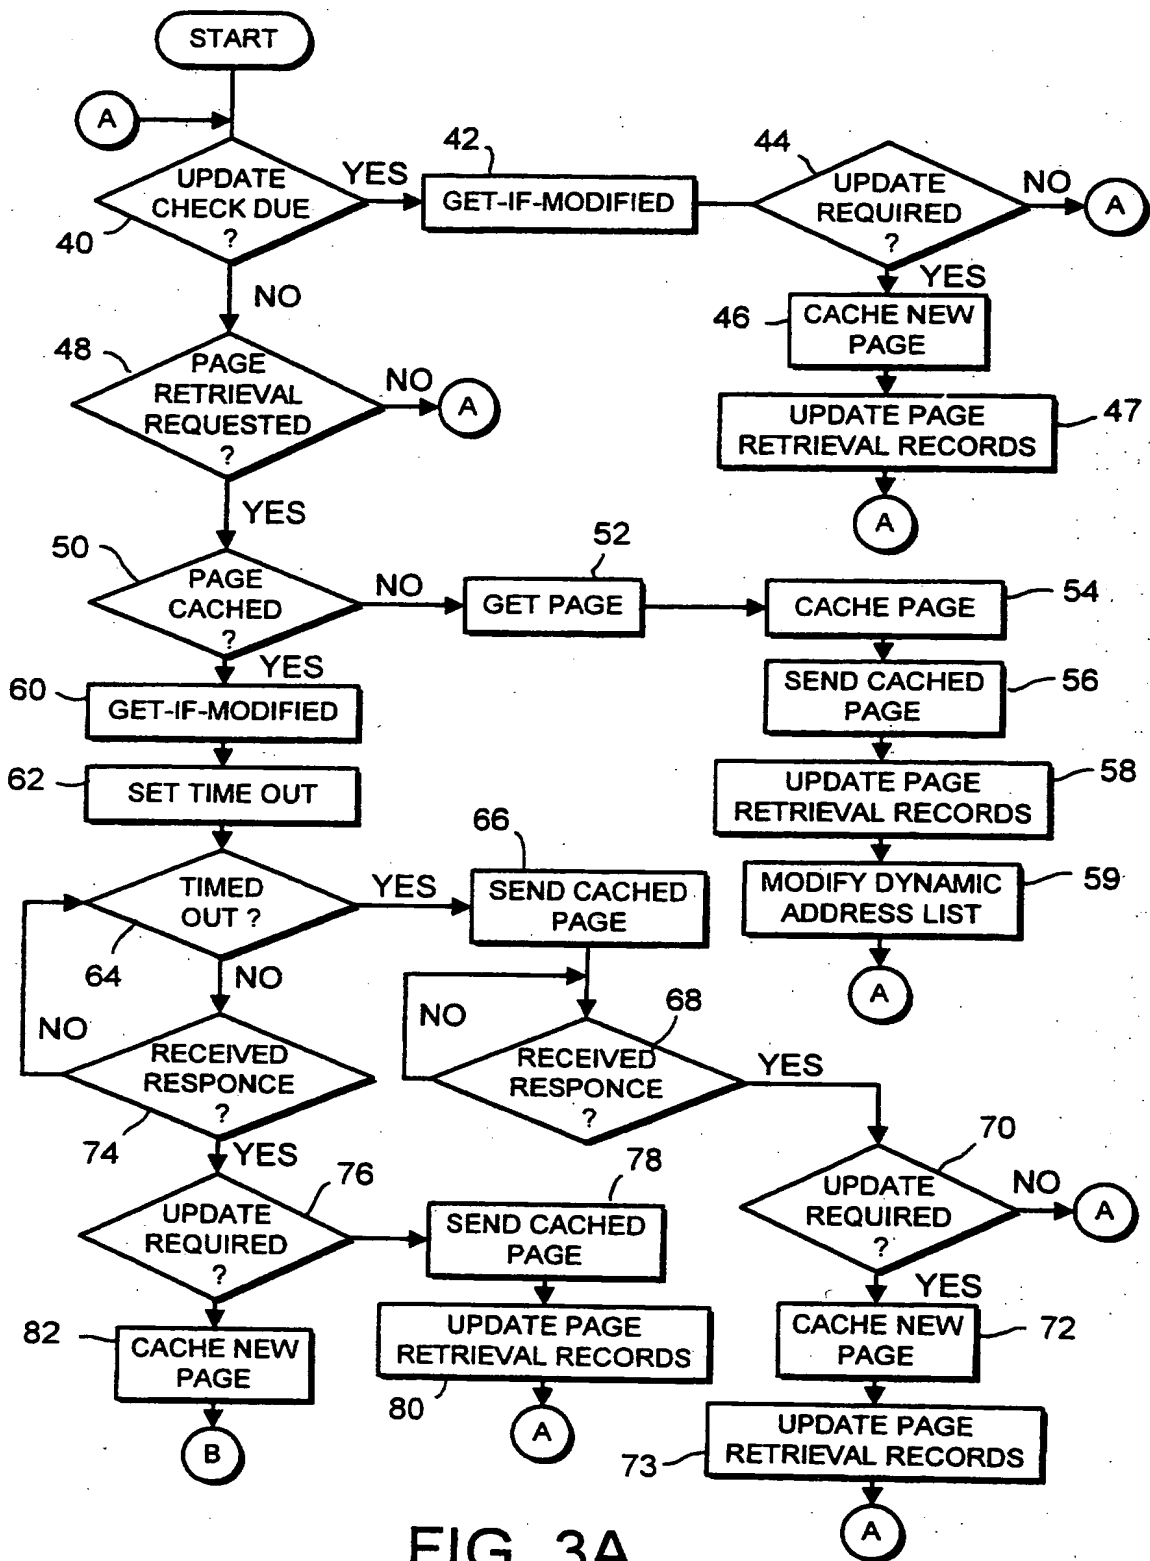 START
A
UPDATE
CHECK DUE
?
40
YES
42
GET-IF-MODIFIED
44
UPDATE
REQUIRED
?
NO
A
YES
46
CACHE NEW
PAGE
UPDATE PAGE
RETRIEVAL RECORDS
47
A
NO
48
PAGE
RETRIEVAL
REQUESTED
?
NO
A
YES
50
PAGE
CACHED
?
NO
52
GET PAGE
CACHE PAGE
54
SEND CACHED
PAGE
56
UPDATE PAGE
RETRIEVAL RECORDS
58
MODIFY DYNAMIC
ADDRESS LIST
59
A
YES
60
GET-IF-MODIFIED
62
SET TIME OUT
TIMED
OUT ?
64
YES
66
SEND CACHED
PAGE
NO
NO
RECEIVED
RESPONCE
?
74
NO
68
RECEIVED
RESPONCE
?
YES
70
UPDATE
REQUIRED
?
NO
A
YES
CACHE NEW
PAGE
72
UPDATE PAGE
RETRIEVAL RECORDS
73
A
YES
76
UPDATE
REQUIRED
?
78
SEND CACHED
PAGE
UPDATE PAGE
RETRIEVAL RECORDS
80
A
82
CACHE NEW
PAGE
B
FIG. 3A